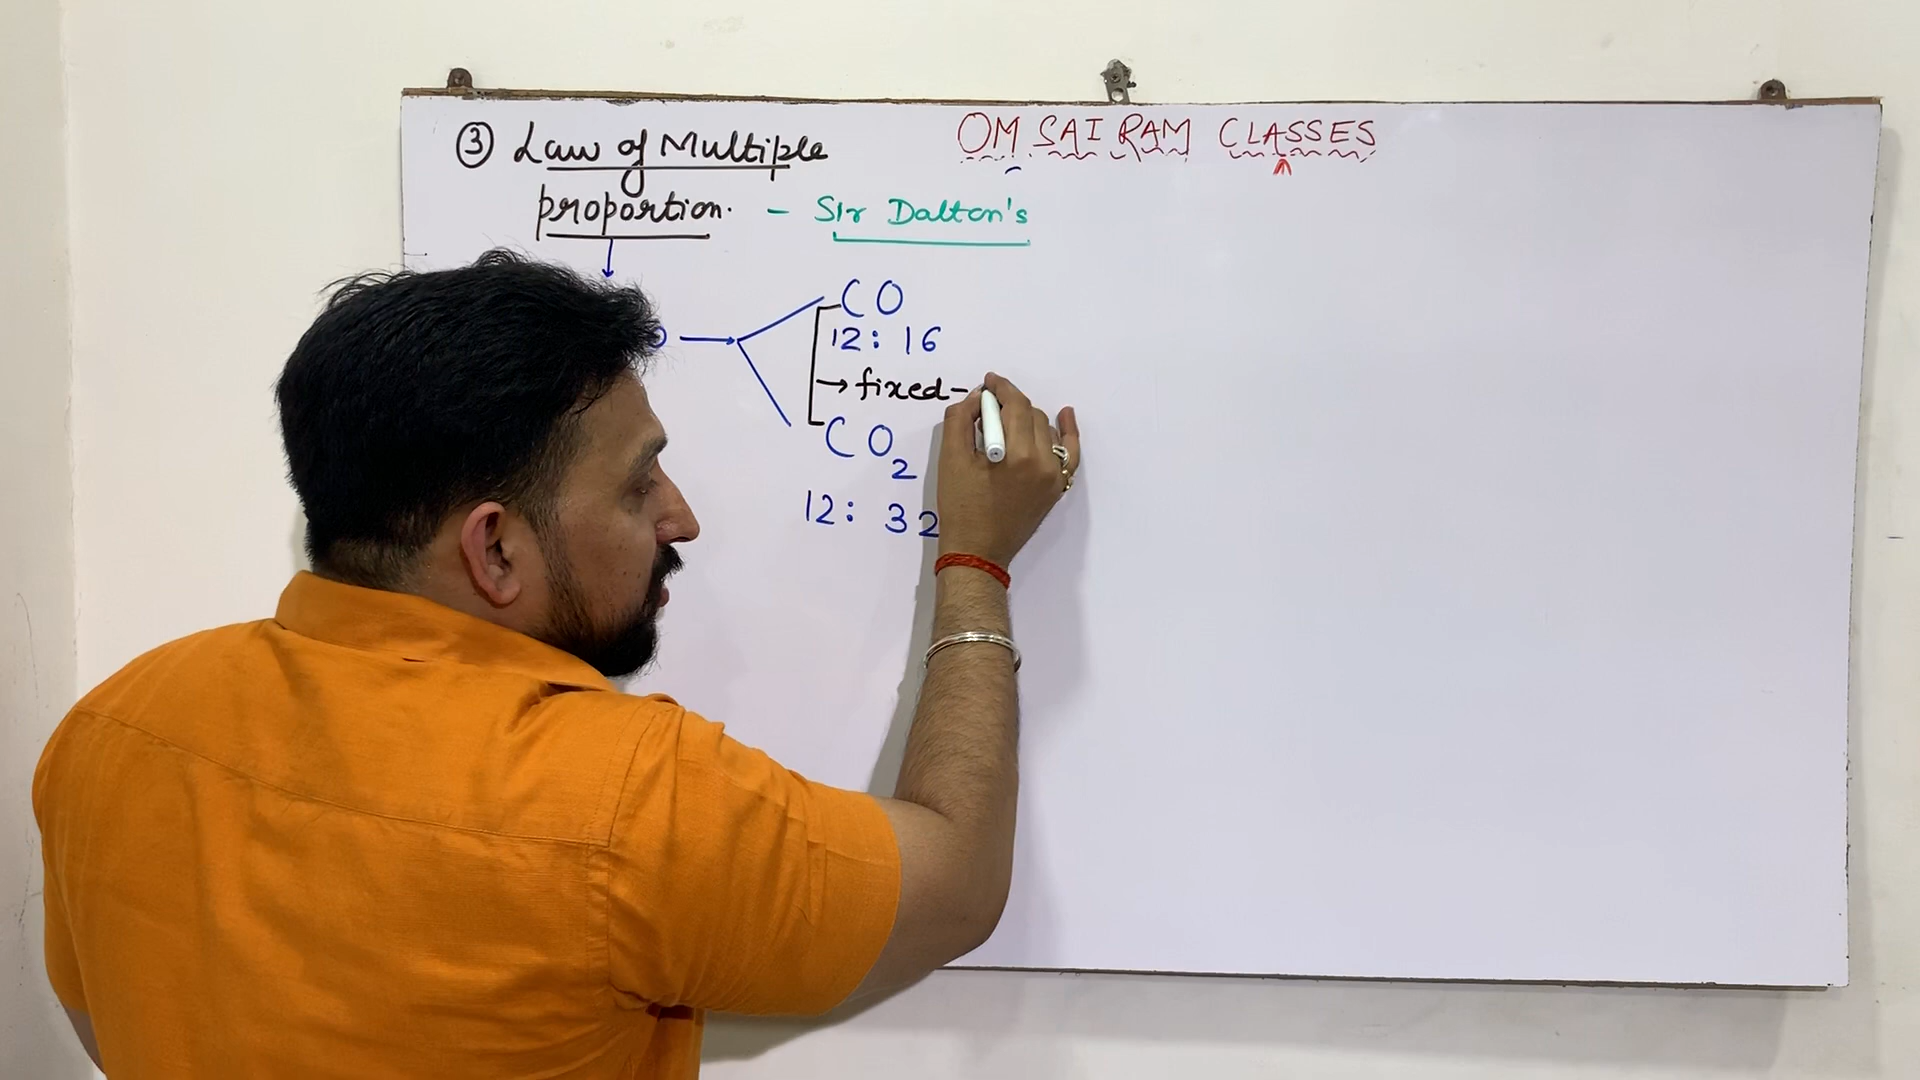 ③ Law of Multiple
proportion. - Sir Dalton's
OM SAI RAM CLASSES
CO
12: 16
→ fixed-
CO2
12: 32